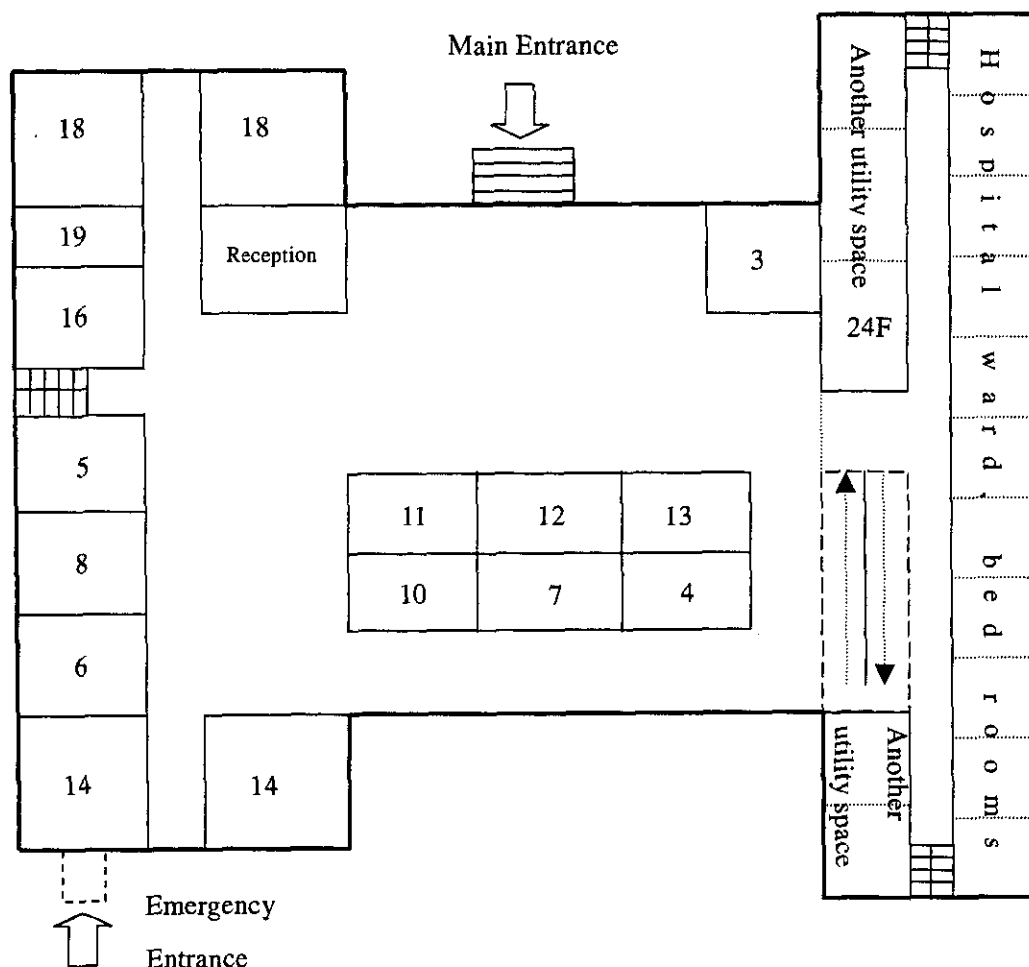 Main Entrance
18
18
19
Reception
3
16
Another utility space
24F
Hospital ward, bed rooms
5
11
12
13
8
10
7
4
6
14
14
Another
utility space
Emergency
Entrance